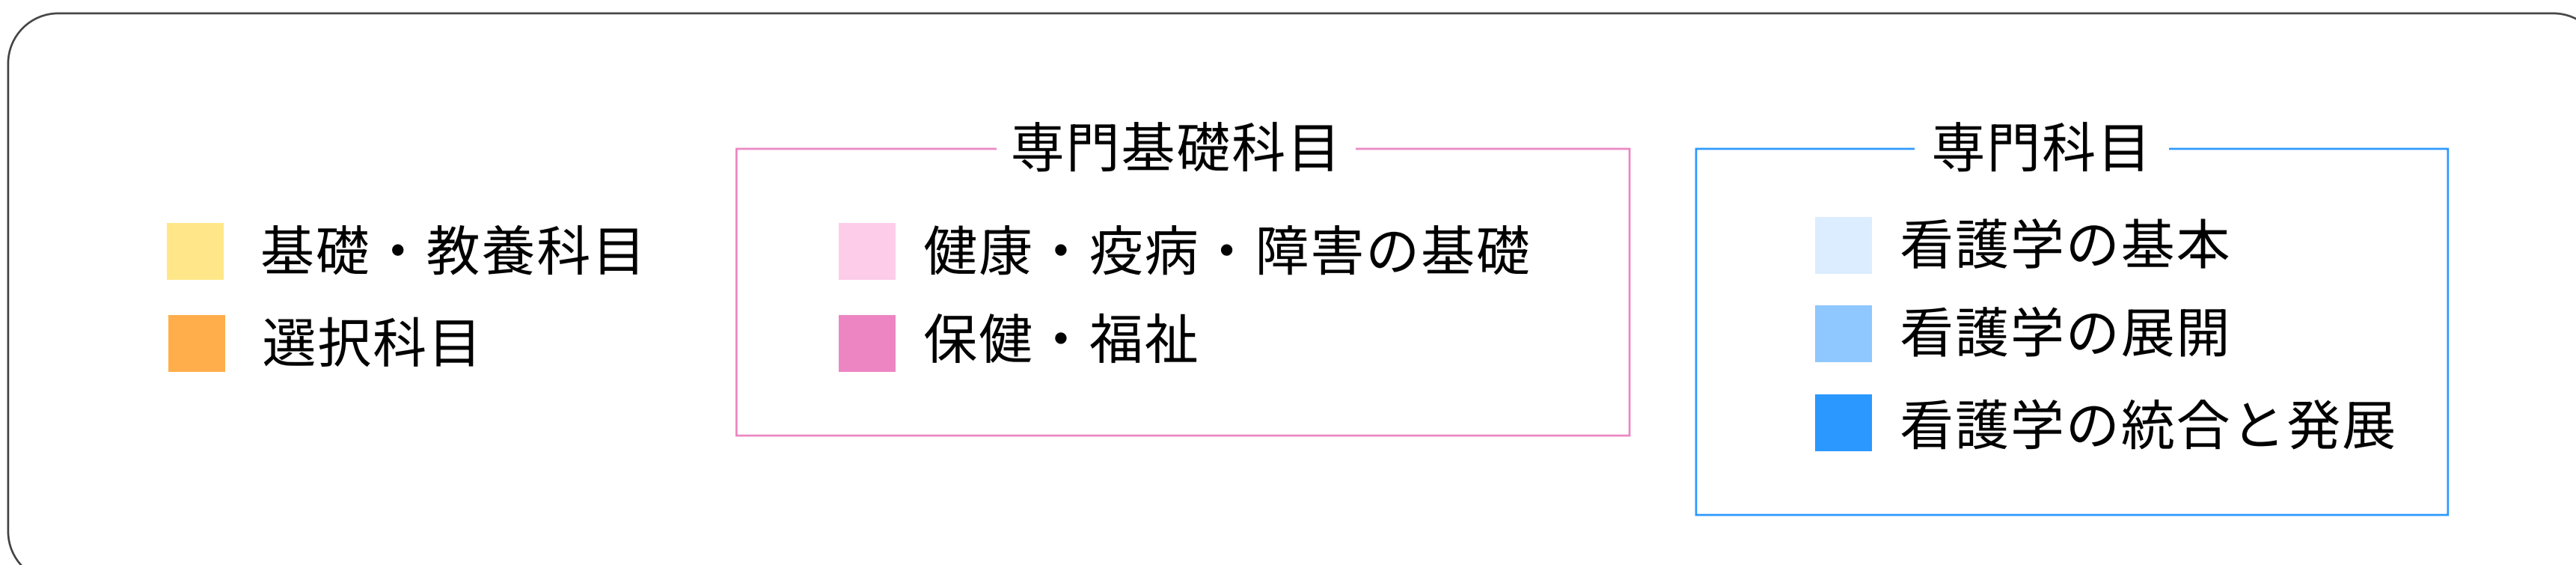 基礎・教養科目
選択科目
専門基礎科目
健康・疫病・障害の基礎
保健・福祉
専門科目
看護学の基本
看護学の展開
看護学の統合と発展